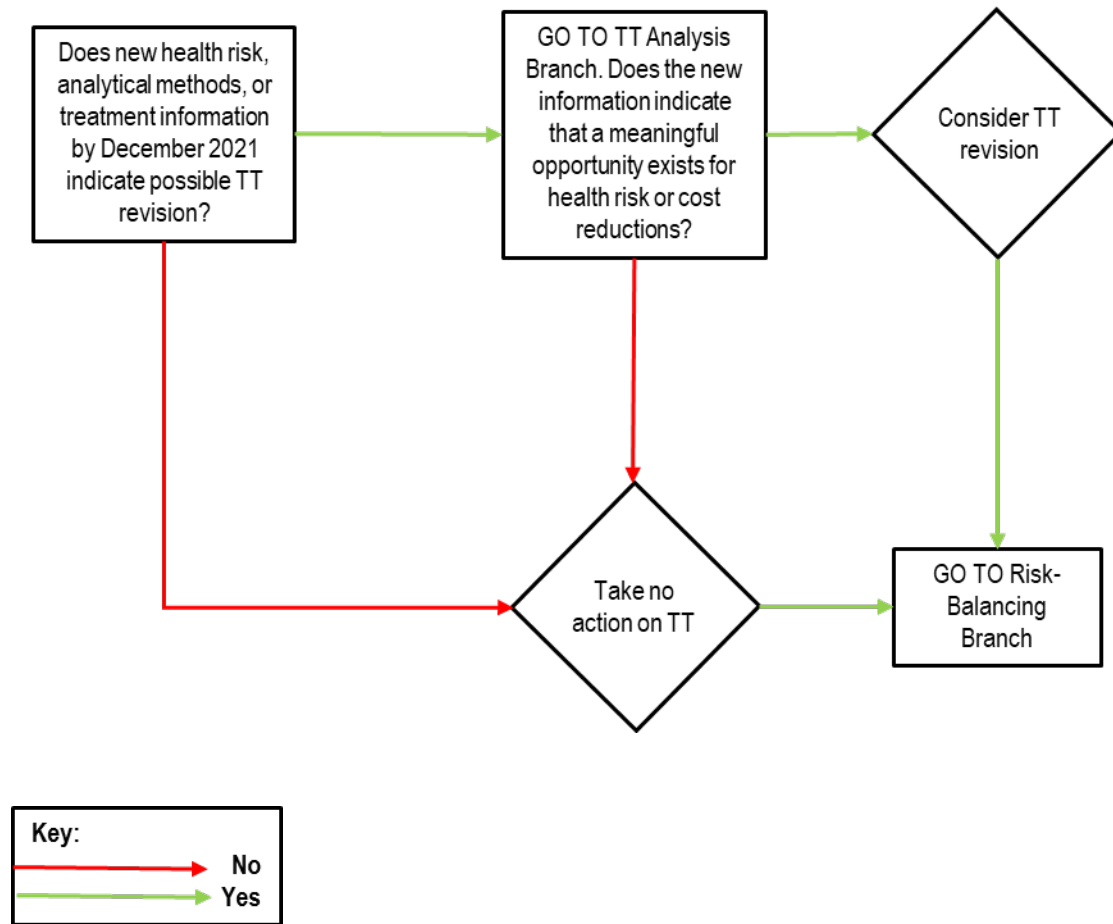 Does new health risk,
analytical methods, or
treatment information
by December 2021
indicate possible TT
revision?
GO TO TT Analysis
Branch. Does the new
information indicate
that a meaningful
opportunity exists for
health risk or cost
reductions?
Consider TT
revision
Take no
action on TT
GO TO Risk-
Balancing
Branch
Key:
No
Yes